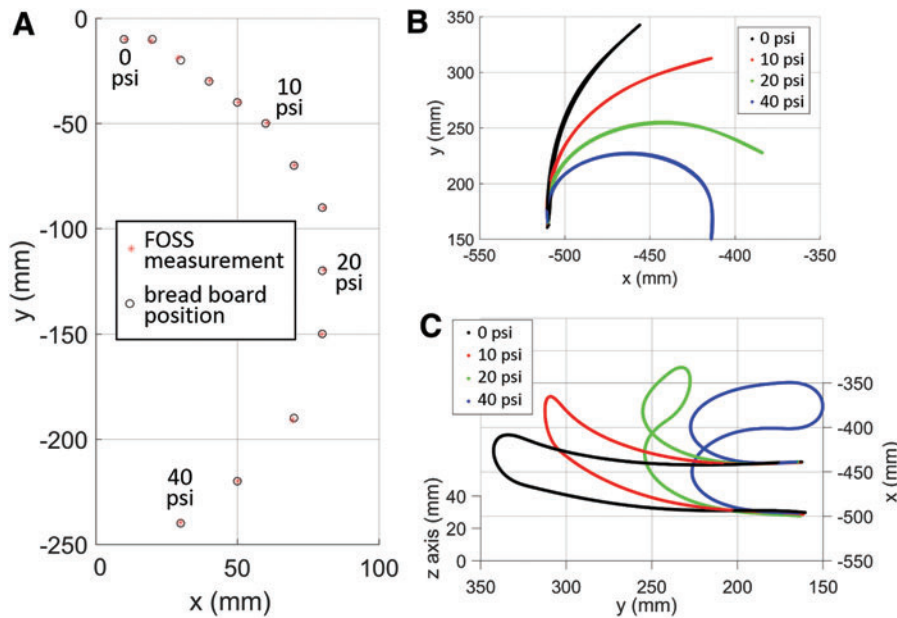 A
0
-50
-100
-150
-200
-250
y (mm)
0
50
100
x (mm)
0
psi
10
psi
20
psi
40
psi
FOSS
measurement
bread board
position
B
350
300
250
200
150
y (mm)
-550
-500
-450
-400
-350
x (mm)
0 psi
10 psi
20 psi
40 psi
C
0 psi
10 psi
20 psi
40 psi
40
20
0
z axis (mm)
350
300
250
200
150
y (mm)
-350
-400
-450
-500
-550
x (mm)